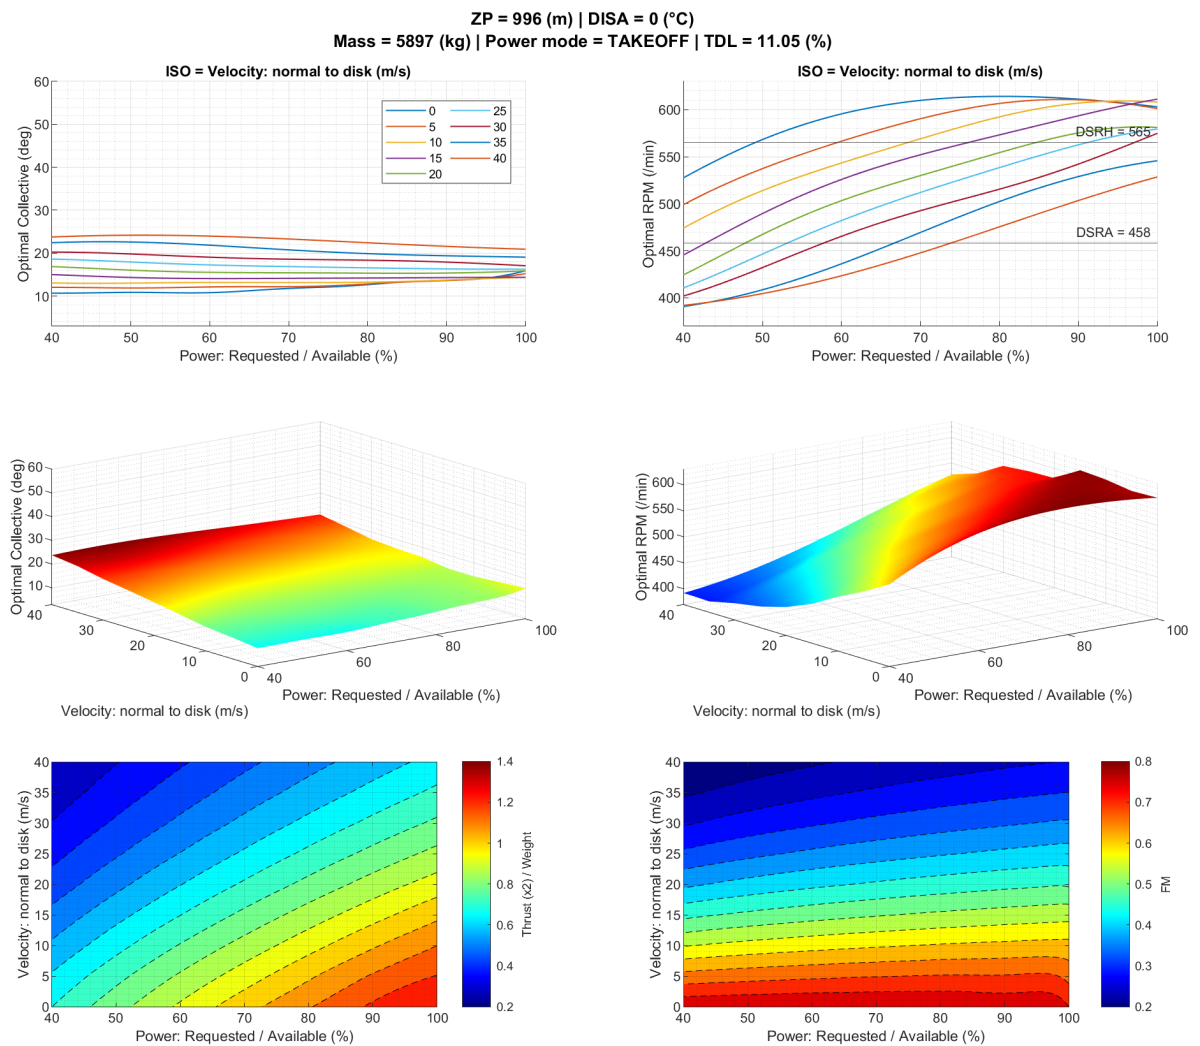 ZP = 996 (m) | DISA = 0 (°C)
Mass = 5897 (kg) | Power mode = TAKEOFF | TDL = 11.05 (%)
ISO = Velocity: normal to disk (m/s)
60
50
40
30
20
10
Optimal Collective (deg)
0 25
5 30
10 35
15 40
20
40 50 60 70 80 90 100
Power: Requested / Available (%)
ISO = Velocity: normal to disk (m/s)
600
550
500
450
400
Optimal RPM (/min)
DSRH = 565
DSRA = 458
40 50 60 70 80 90 100
Power: Requested / Available (%)
60
50
40
30
20
10
Optimal Collective (deg)
40
30
20
10
0
40
60
80
100
Power: Requested / Available (%)
Velocity: normal to disk (m/s)
600
550
500
450
400
Optimal RPM (/min)
40
30
20
10
0
40
60
80
100
Power: Requested / Available (%)
Velocity: normal to disk (m/s)
40
35
30
25
20
15
10
5
0
Velocity: normal to disk (m/s)
40 50 60 70 80 90 100
Power: Requested / Available (%)
1.4
1.2
1
0.8
0.6
0.4
0.2
Thrust (x2) / Weight
40
35
30
25
20
15
10
5
0
Velocity: normal to disk (m/s)
40 50 60 70 80 90 100
Power: Requested / Available (%)
0.8
0.7
0.6
0.5
0.4
0.3
0.2
FM